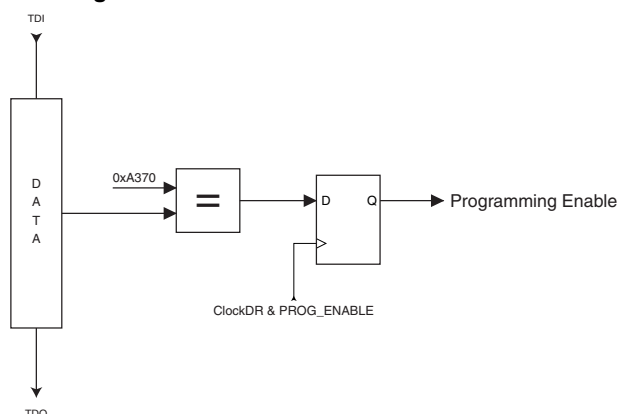 TDI
D
A
T
A
0xA370
=
D
Q
Programming Enable
ClockDR & PROG_ENABLE
TDO